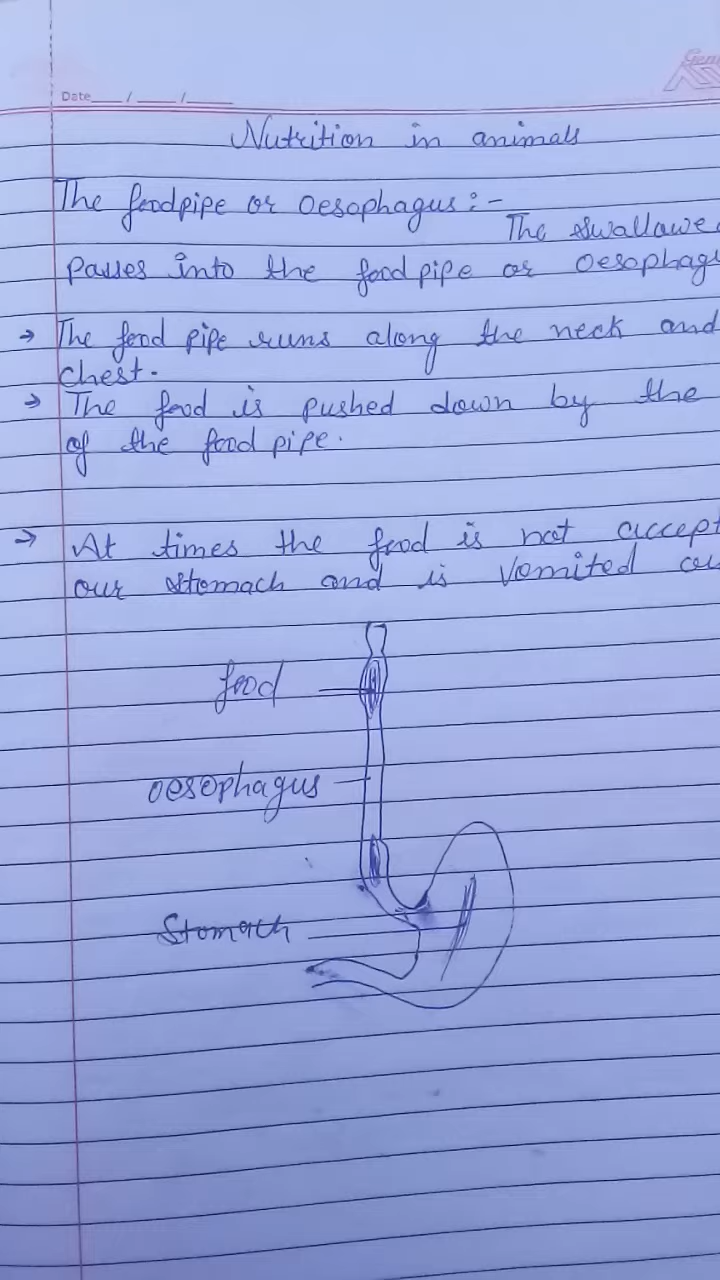 Date / /
Nutrition in animals
The foodpipe or Oesophagus :-
The swallowe
Passes into the food pipe or oesophagu
→ The food pipe runs along the neck and
chest.
→ The food is pushed down by the
of the food pipe.
→ At times the food is not accept
our stomach and is vomited ou
food
oesophagus
Stomach